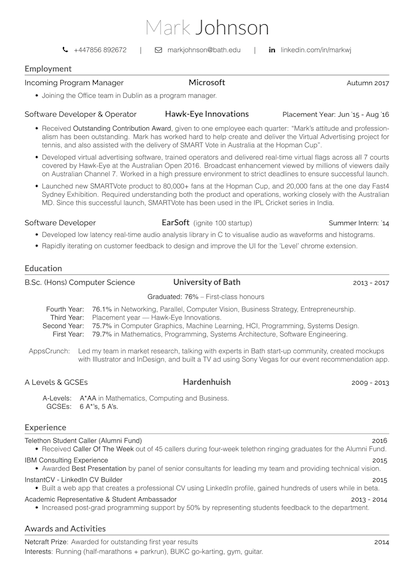 Mark Johnson
+447856 892672 | markjohnson@bath.edu | linkedin.com/in/markwj
Employment
Incoming Program Manager Microsoft Autumn 2017
• Joining the Office team in Dublin as a program manager.
Software Developer & Operator Hawk-Eye Innovations Placement Year: Jun '15 - Aug '16
• Received Outstanding Contribution Award, given to one employee each quarter: "Mark's attitude and profession-
alism has been outstanding. Mark has worked hard to help create and deliver the Virtual Advertising project for
tennis, and also assisted with the delivery of SMART Vote in Australia at the Hopman Cup".
• Developed virtual advertising software, trained operators and delivered real-time virtual flags across all 7 courts
covered by Hawk-Eye at the Australian Open 2016. Broadcast enhancement viewed by millions of viewers daily
on Australian Channel 7. Worked in a high pressure environment to strict deadlines to ensure successful launch.
• Launched new SMARTVote product to 80,000+ fans at the Hopman Cup, and 20,000 fans at the one day Fast4
Sydney Exhibition. Required understanding both the product and operations, working closely with the Australian
MD. Since this successful launch, SMARTVote has been used in the IPL Cricket series in India.
Software Developer EarSoft (Ignite 100 startup) Summer Intern: '14
• Developed low latency real-time audio analysis library in C to visualise audio as waveforms and histograms.
• Rapidly iterating on customer feedback to design and improve the UI for the 'Level' chrome extension.
Education
B.Sc. (Hons) Computer Science University of Bath 2013 - 2017
Graduated: 76% – First-class honours
Fourth Year: 76.1% in Networking, Parallel, Computer Vision, Business Strategy, Entrepreneurship.
Third Year: Placement year — Hawk-Eye Innovations.
Second Year: 75.7% in Computer Graphics, Machine Learning, HCI, Programming, Systems Design.
First Year: 79.7% in Mathematics, Programming, Systems Architecture, Software Engineering.
AppsCrunch: Led my team in market research, talking with experts in Bath start-up community, created mockups
with Illustrator and InDesign, and built a TV ad using Sony Vegas for our event recommendation app.
A Levels & GCSEs Hardenhuish 2009 - 2013
A-Levels: A*AA in Mathematics, Computing and Business.
GCSEs: 6 A*'s, 5 A's.
Experience
Telethon Student Caller (Alumni Fund) 2016
• Received Caller Of The Week out of 45 callers during four-week telethon ringing graduates for the Alumni Fund.
IBM Consulting Experience 2015
• Awarded Best Presentation by panel of senior consultants for leading my team and providing technical vision.
InstantCV - LinkedIn CV Builder 2015
• Built a web app that creates a professional CV using LinkedIn profile, gained hundreds of users while in beta.
Academic Representative & Student Ambassador 2013 - 2014
• Increased post-grad programming support by 50% by representing students feedback to the department.
Awards and Activities
Netcraft Prize: Awarded for outstanding first year results 2014
Interests: Running (half-marathons + parkrun), BUKC go-karting, gym, guitar.